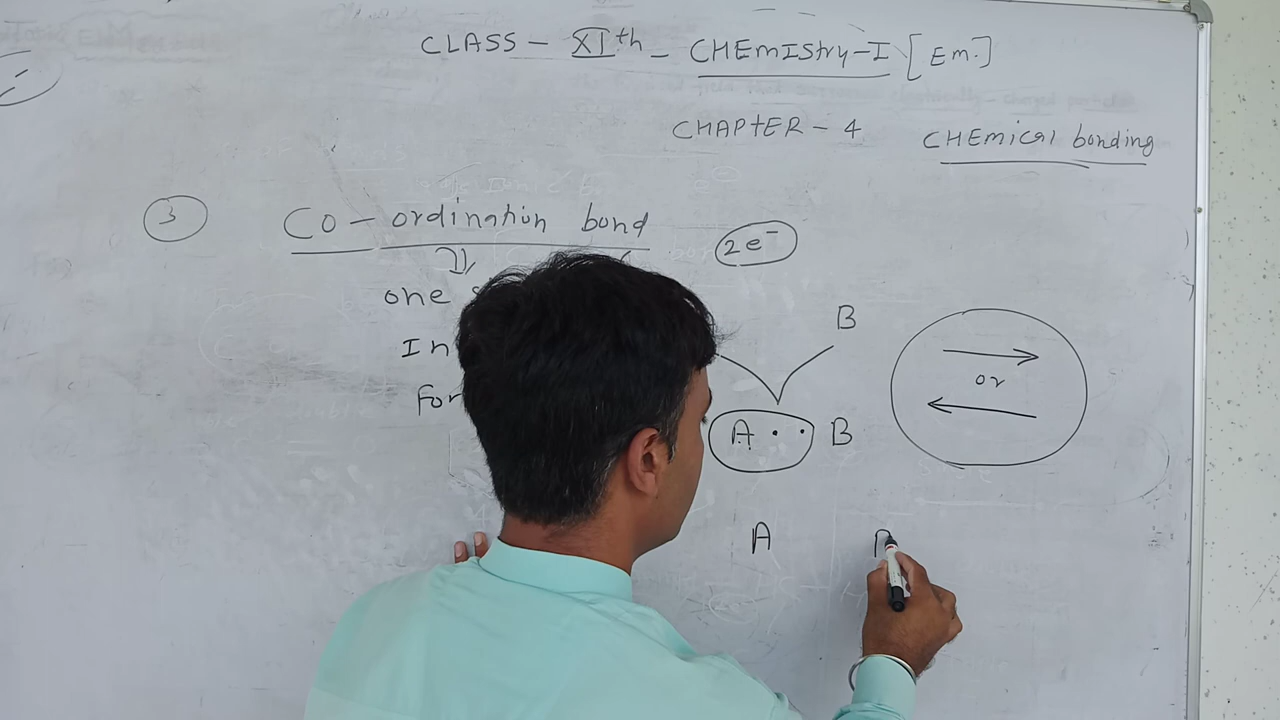 CLASS - XIth - CHEMIStry-I [Em.]
CHAPtER - 4 CHEMICAl bonding
3 CO-ordination bond 2e-
one
In
For
B
or
A . . B
A